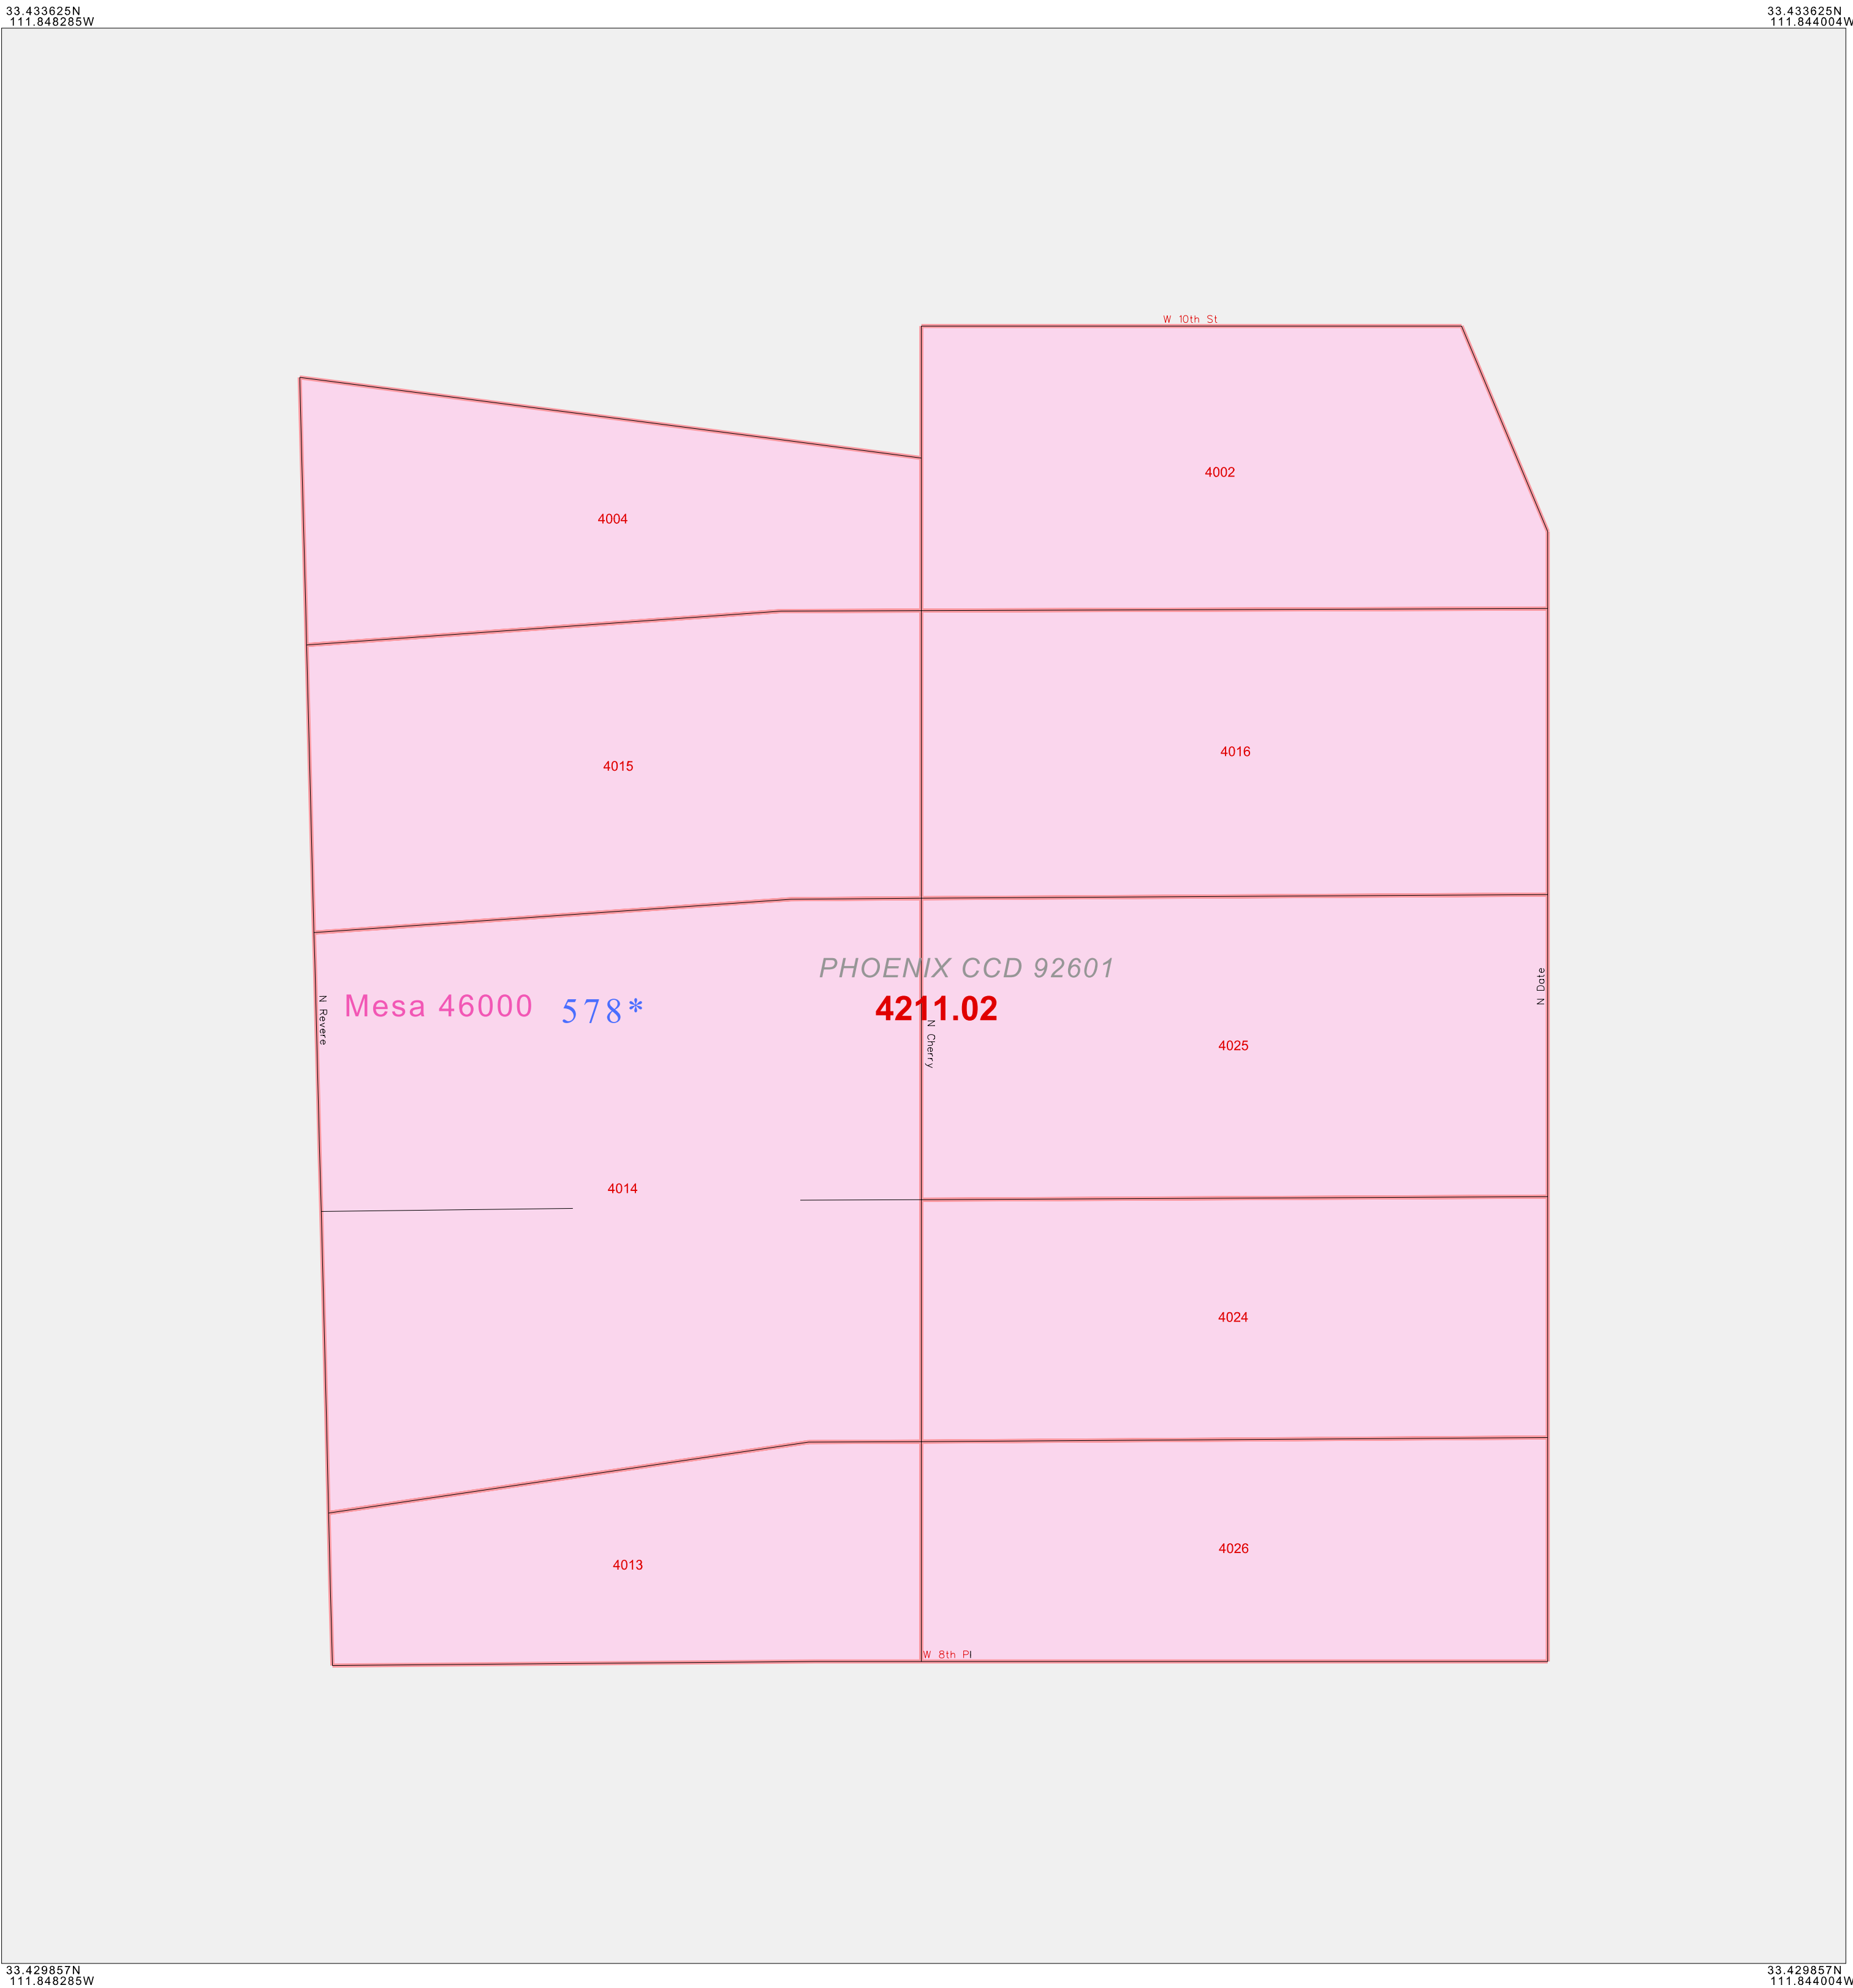 33.433625N
111.848285W
33.433625N
111.844004W
W 10th St
4002
4004
4016
4015
PHOENIX CCD 92601
N Date
Mesa 46000
578*
4211.02
N Revere
N Cherry
4025
4014
4024
4026
4013
W 8th Pl
33.429857N
111.848285W
33.429857N
111.844004W